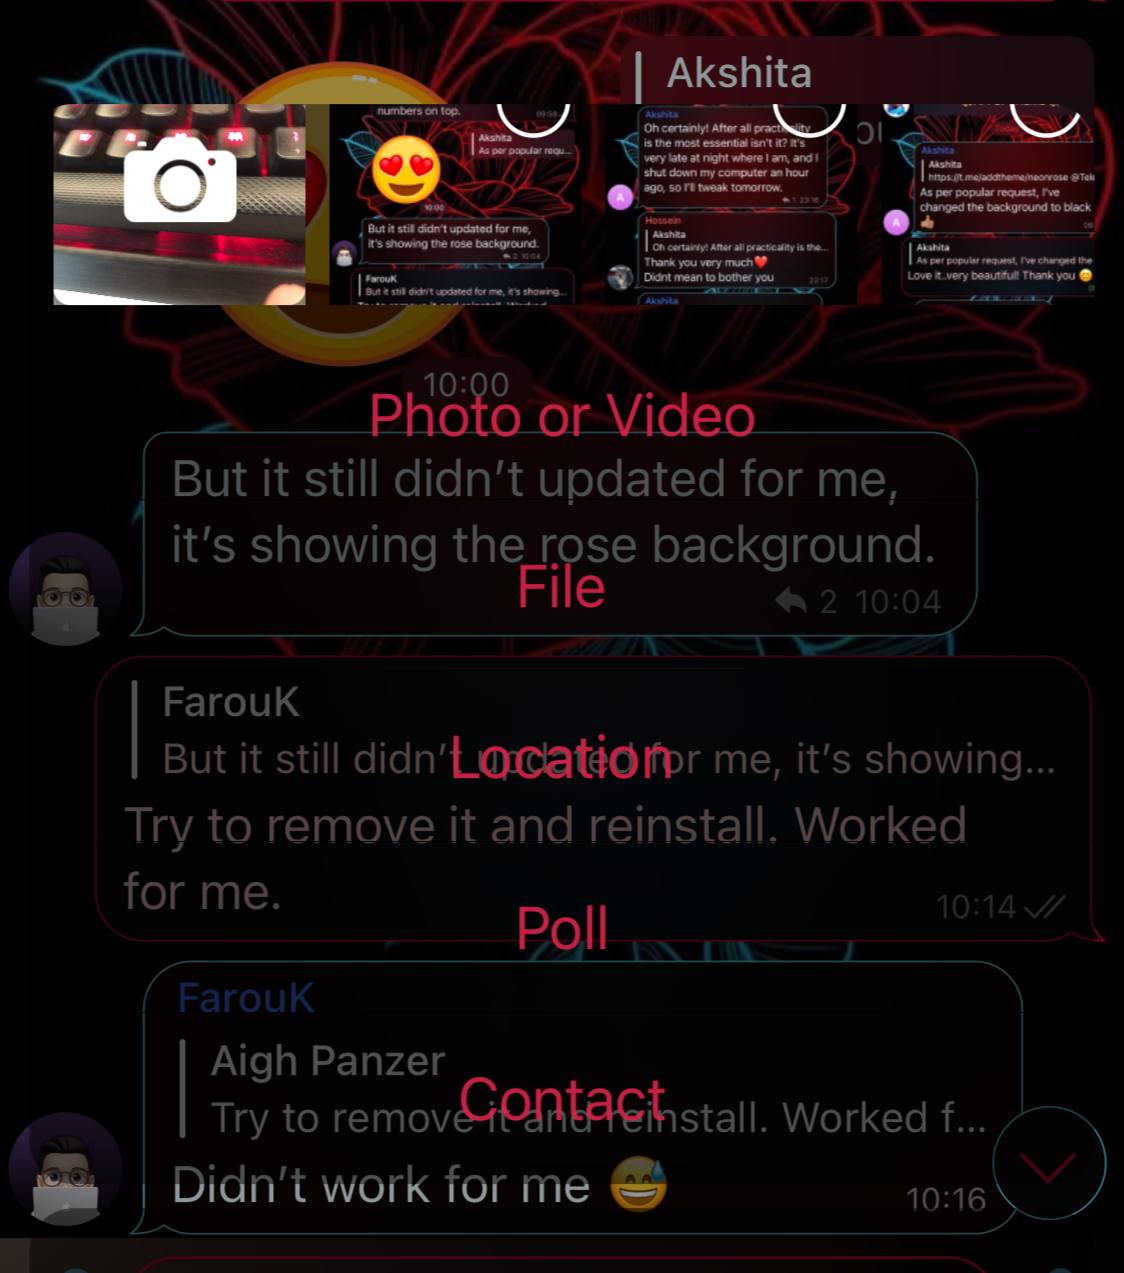 Akshita
numbers on top.
09:59
Akshita
As per popular requ...
10:00
But it still didn't updated for me,
it's showing the rose background.
2 10:04
FarouK
But it still didn't updated for me, it's showing...
Akshita
Oh certainly! After all practicality
is the most essential isn't it? It's
very late at night where I am, and I
shut down my computer an hour
ago, so I'll tweak tomorrow.
1 23:16
Hossein
Akshita
Oh certainly! After all practicality is the...
Thank you very much❤️
Didnt mean to bother you
23:17
Akshita
Today
Akshita
Akshita
https://t.me/addtheme/neonrose @Tele
As per popular request, I've
changed the background to black
👍🏼
Akshita
As per popular request, I've changed the
Love it..very beautiful! Thank you 😊
10:00
Photo or Video
But it still didn't updated for me,
it's showing the rose background.
2 10:04
File
FarouK
But it still didn't updated for me, it's showing...
Location
Try to remove it and reinstall. Worked
for me.
10:14
Poll
FarouK
Aigh Panzer
Try to remove it and reinstall. Worked f...
Contact
Didn't work for me 😅
10:16